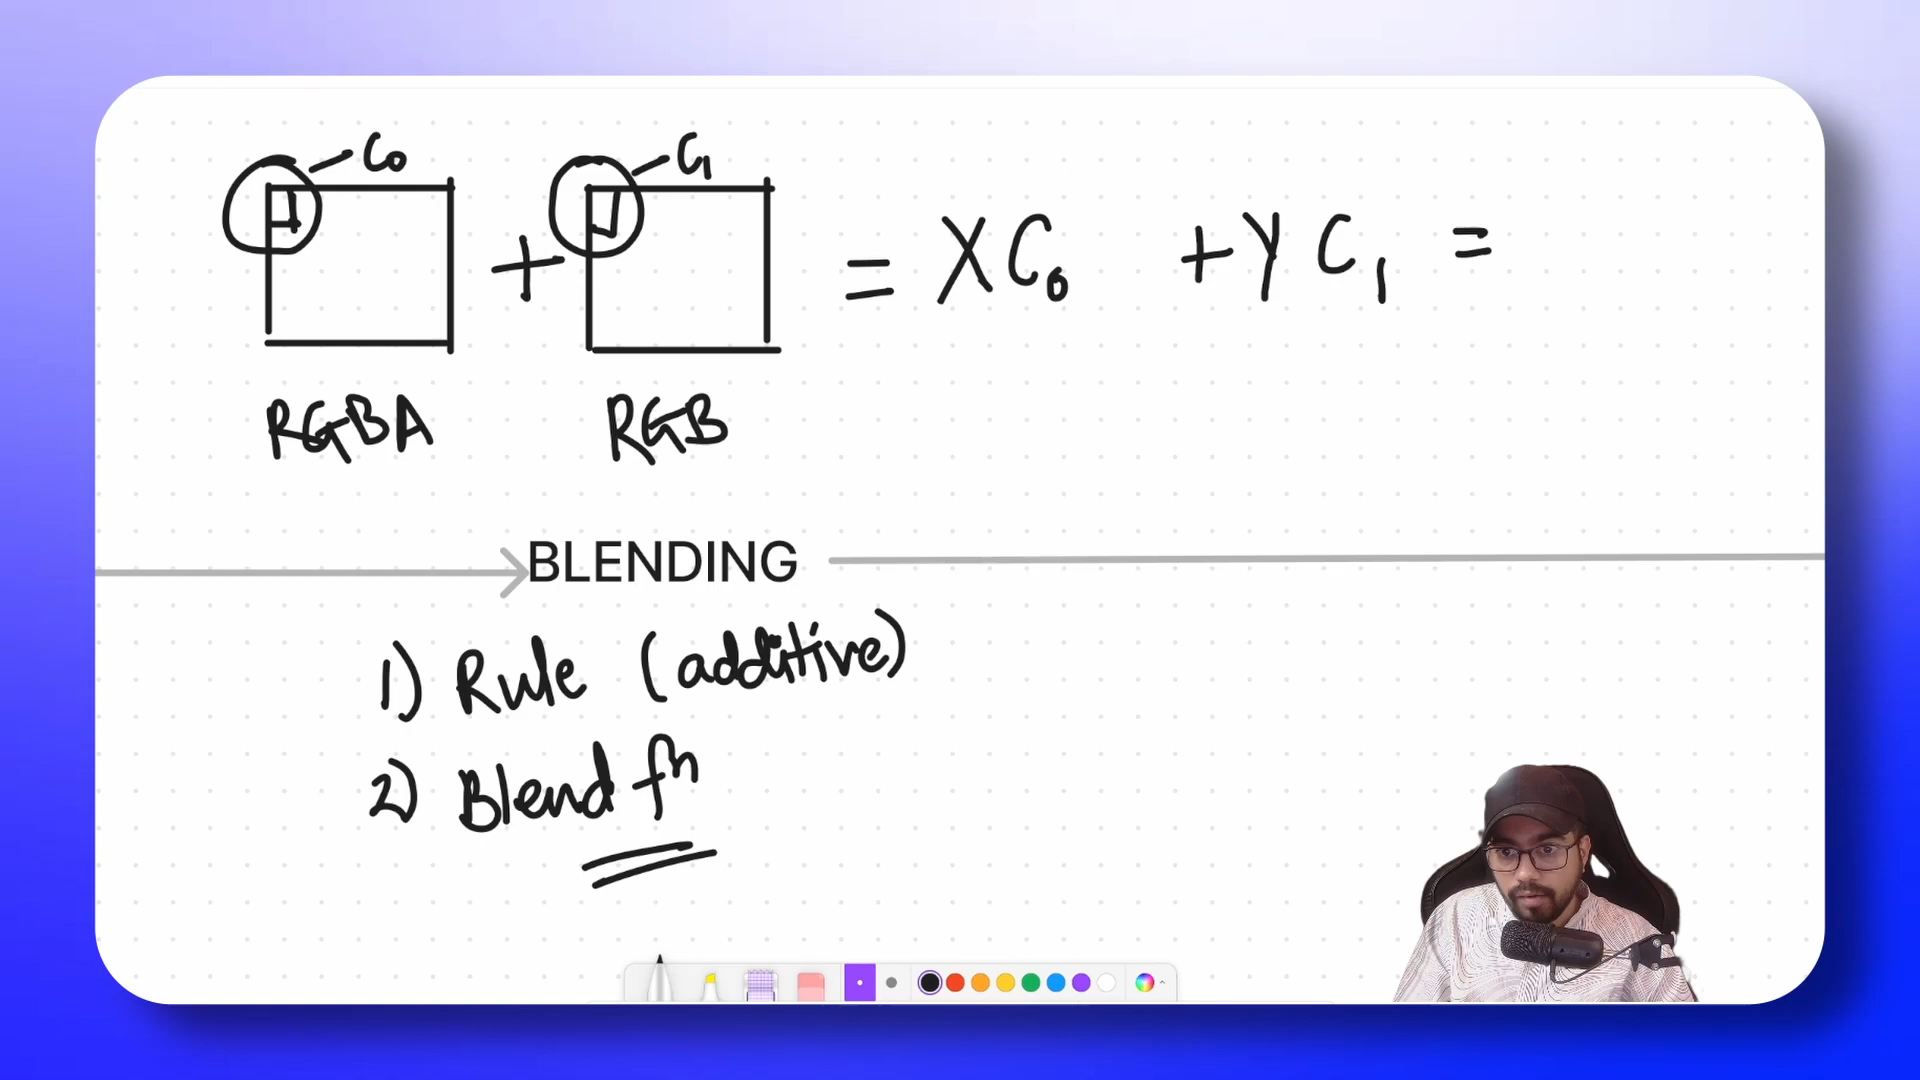 C₀ C₁
+ = XC₀ + YC₁ =
RGBA RGB
BLENDING
1) Rule (additive)
2) Blend fn